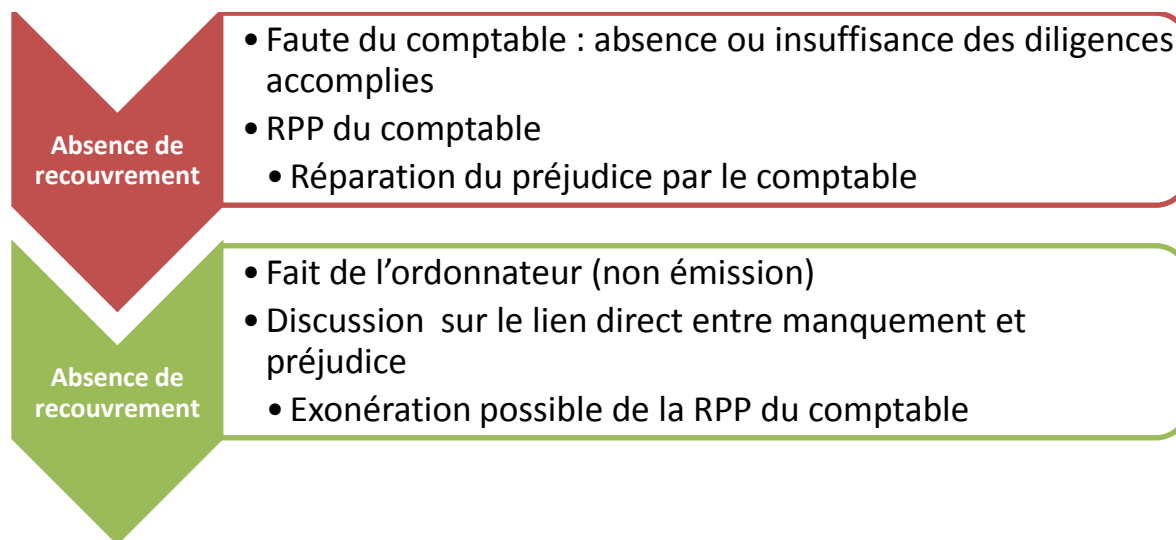 Absence de
recouvrement
• Faute du comptable : absence ou insuffisance des diligences
accomplies
• RPP du comptable
• Réparation du préjudice par le comptable
Absence de
recouvrement
• Fait de l’ordonnateur (non émission)
• Discussion sur le lien direct entre manquement et
préjudice
• Exonération possible de la RPP du comptable